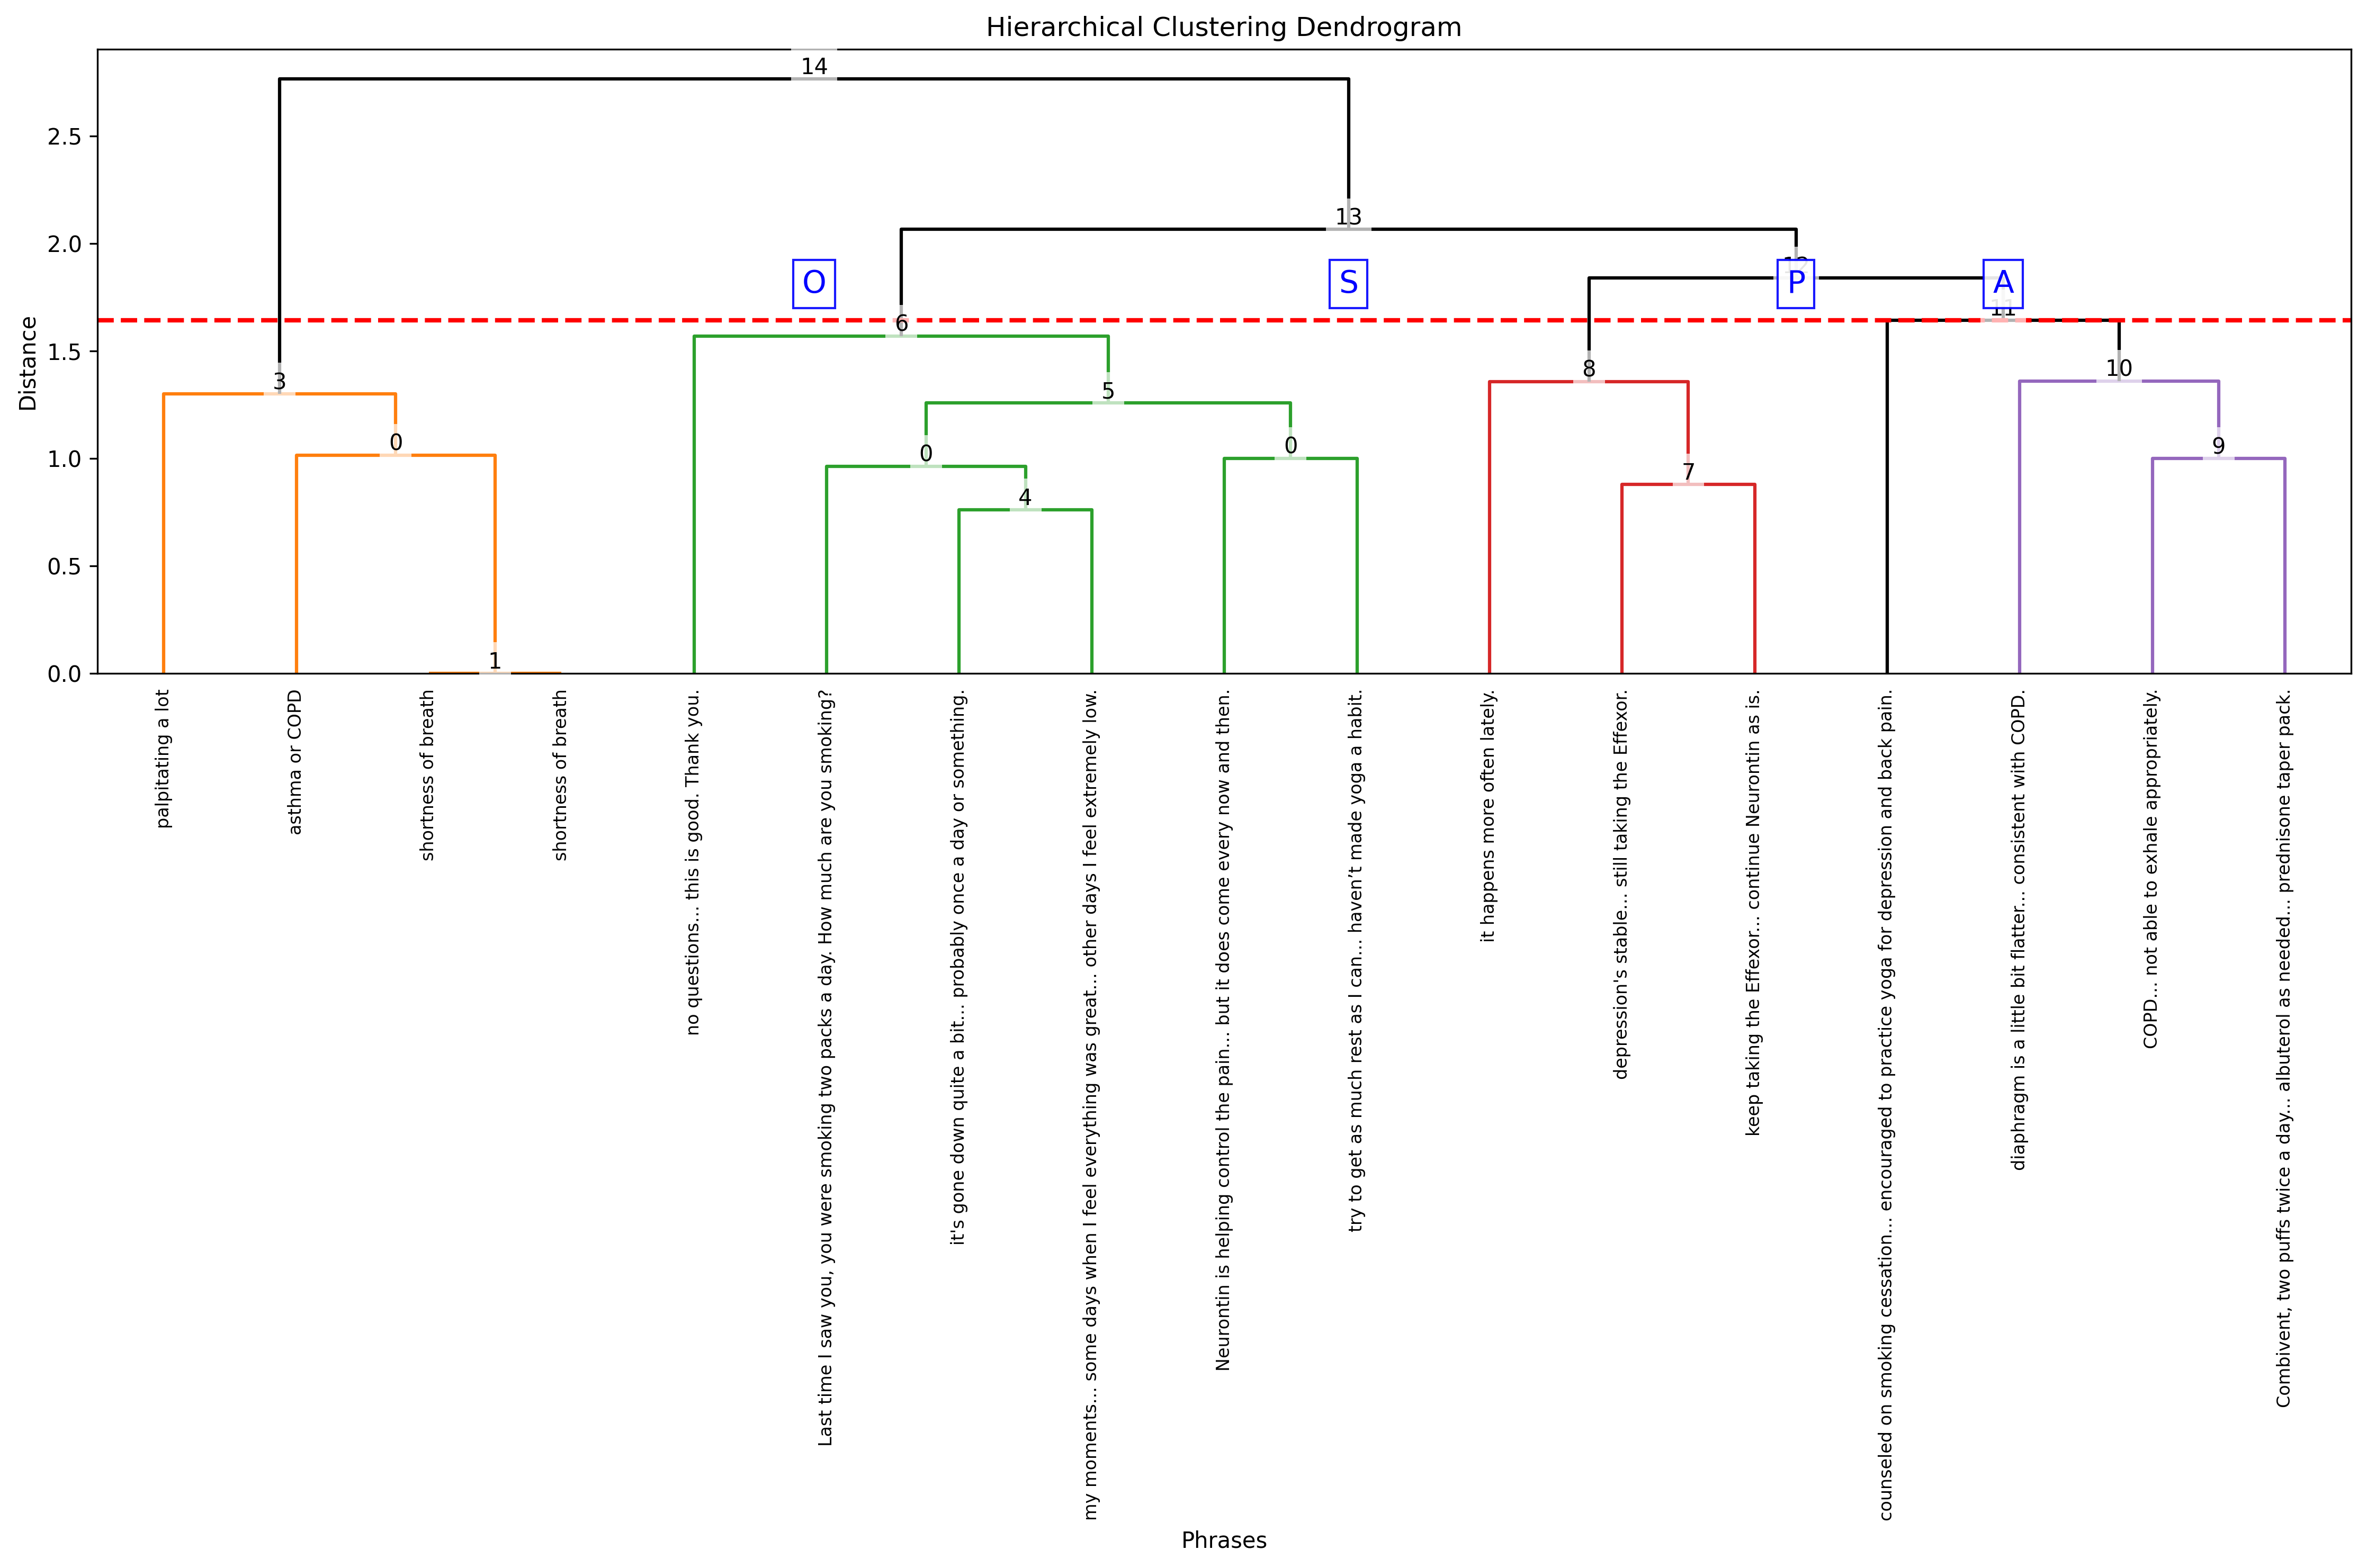 Hierarchical Clustering Dendrogram
14
2.5
13
2.0
O
S
P
A
11
6
1.5
3
8
10
5
0
0
0
9
1.0
7
4
0.5
1
0.0
Distance
palpitating a lot
asthma or COPD
shortness of breath
shortness of breath
no questions... this is good. Thank you.
Last time I saw you, you were smoking two packs a day. How much are you smoking?
it's gone down quite a bit... probably once a day or something.
my moments... some days when I feel everything was great... other days I feel extremely low.
Neurontin is helping control the pain... but it does come every now and then.
try to get as much rest as I can... haven’t made yoga a habit.
it happens more often lately.
depression's stable... still taking the Effexor.
keep taking the Effexor... continue Neurontin as is.
counseled on smoking cessation... encouraged to practice yoga for depression and back pain.
diaphragm is a little bit flatter... consistent with COPD.
COPD... not able to exhale appropriately.
Combivent, two puffs twice a day... albuterol as needed... prednisone taper pack.
Phrases